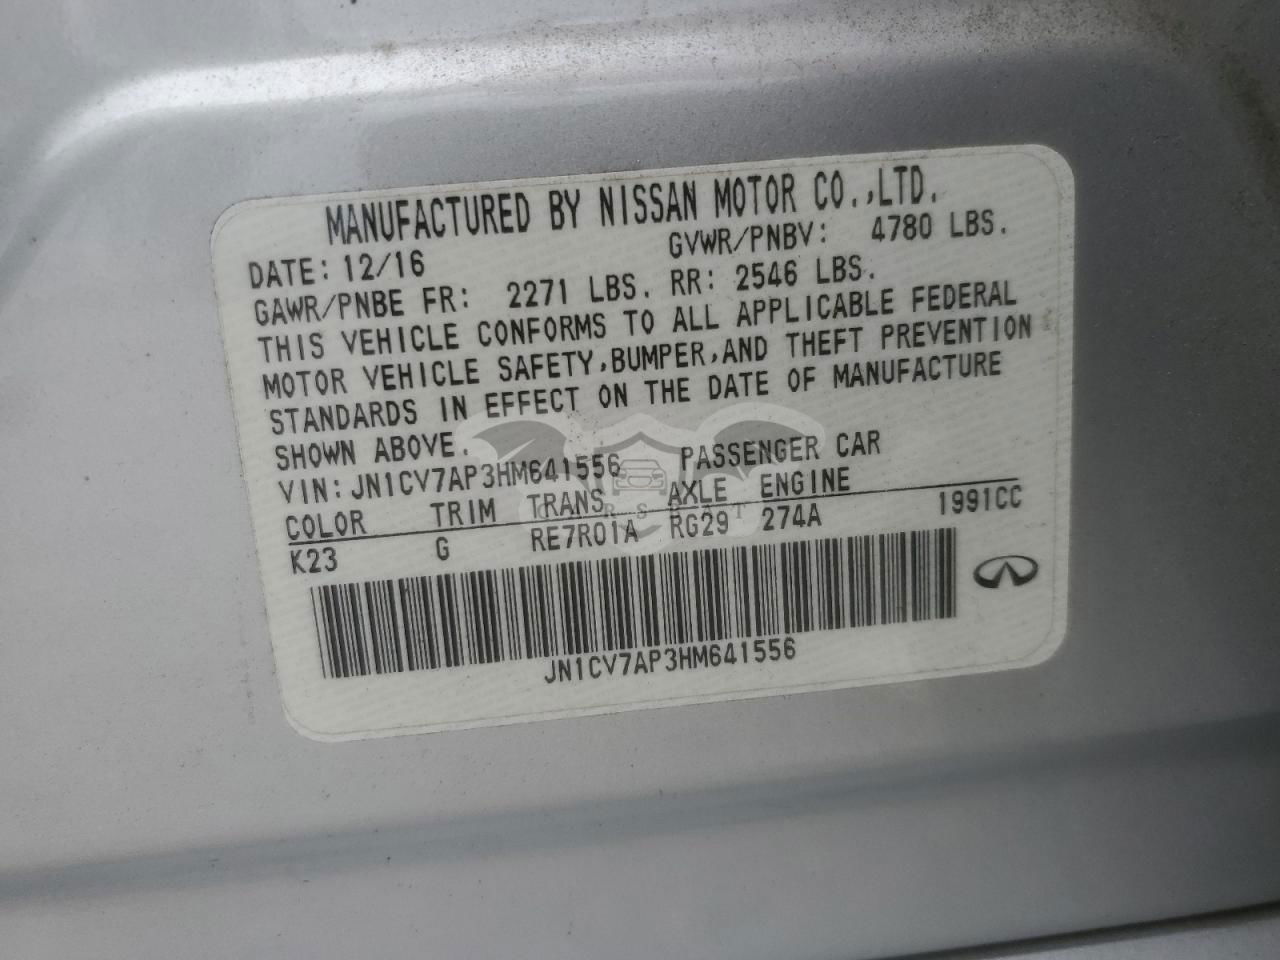 MANUFACTURED BY NISSAN MOTOR CO.,LTD.
DATE: 12/16 GVWR/PNBV: 4780 LBS.
GAWR/PNBE FR: 2271 LBS. RR: 2546 LBS.
THIS VEHICLE CONFORMS TO ALL APPLICABLE FEDERAL
MOTOR VEHICLE SAFETY,BUMPER,AND THEFT PREVENTION
STANDARDS IN EFFECT ON THE DATE OF MANUFACTURE
SHOWN ABOVE.
VIN: JN1CV7AP3HM641556 PASSENGER CAR
COLOR TRIM TRANS AXLE ENGINE
K23 G RE7R01A RG29 274A 1991CC
JN1CV7AP3HM641556